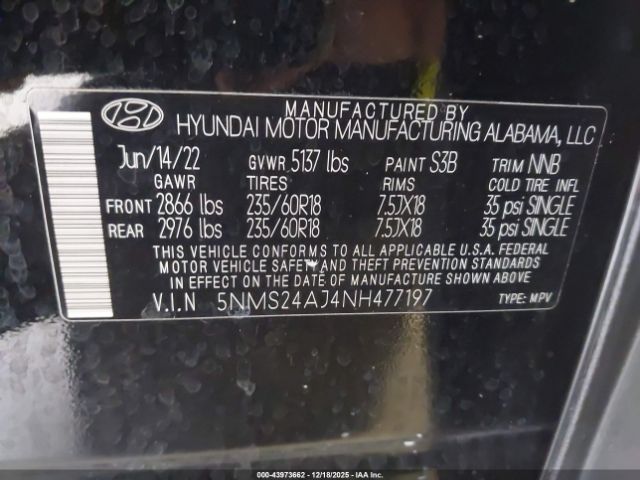 MANUFACTURED BY
HYUNDAI MOTOR MANUFACTURING ALABAMA, LLC
Jun/14/22 GVWR 5137 lbs PAINT S3B TRIM NNB
GAWR TIRES RIMS COLD TIRE INFL
FRONT 2866 lbs 235/60R18 7.5JX18 35 psi SINGLE
REAR 2976 lbs 235/60R18 7.5JX18 35 psi SINGLE
THIS VEHICLE CONFORMS TO APPLICABLE U.S.A. FEDERAL
MOTOR VEHICLE SAFETY AND THEFT PREVENTION STANDARDS
IN EFFECT ON THE DATE OF MANUFACTURE SHOWN ABOVE.
V.I.N 5NMS24AJ4NH477197 TYPE: MPV
000-43973662 - 12/18/2025 - IAA Inc.